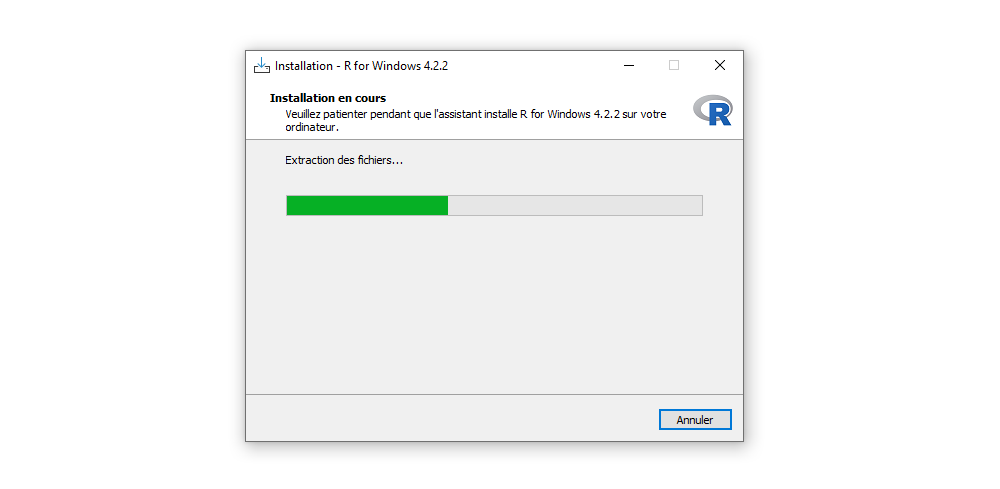 Installation - R for Windows 4.2.2
Installation en cours
Veuillez patienter pendant que l'assistant installe R for Windows 4.2.2 sur votre
ordinateur.
R
Extraction des fichiers...
Annuler